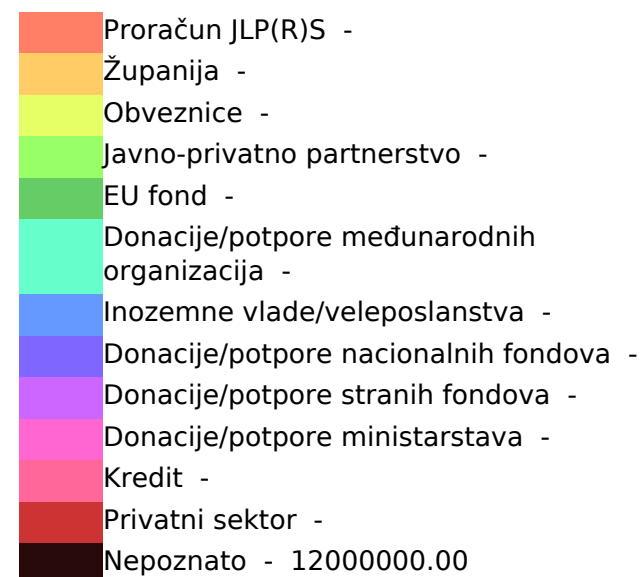 Proračun JLP(R)S -
Županija -
Obveznice -
Javno-privatno partnerstvo -
EU fond -
Donacije/potpore međunarodnih
organizacija -
Inozemne vlade/veleposlanstva -
Donacije/potpore nacionalnih fondova -
Donacije/potpore stranih fondova -
Donacije/potpore ministarstava -
Kredit -
Privatni sektor -
Nepoznato - 12000000.00